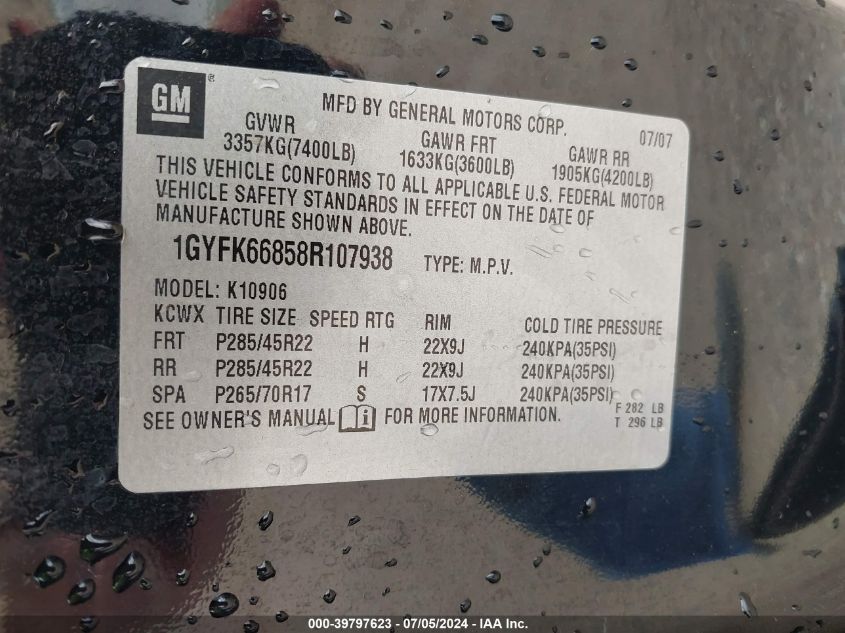 GM ®
MFD BY GENERAL MOTORS CORP. 07/07
GVWR GAWR FRT GAWR RR
3357KG(7400LB) 1633KG(3600LB) 1905KG(4200LB)
THIS VEHICLE CONFORMS TO ALL APPLICABLE U.S. FEDERAL MOTOR
VEHICLE SAFETY STANDARDS IN EFFECT ON THE DATE OF
MANUFACTURE SHOWN ABOVE.
1GYFK66858R107938 TYPE: M.P.V.
MODEL: K10906
KCWX TIRE SIZE SPEED RTG RIM COLD TIRE PRESSURE
FRT P285/45R22 H 22X9J 240KPA(35PSI)
RR P285/45R22 H 22X9J 240KPA(35PSI)
SPA P265/70R17 S 17X7.5J 240KPA(35PSI)
SEE OWNER'S MANUAL i FOR MORE INFORMATION.
F 282 LB
T 296 LB
000-39797623 - 07/05/2024 - IAA Inc.